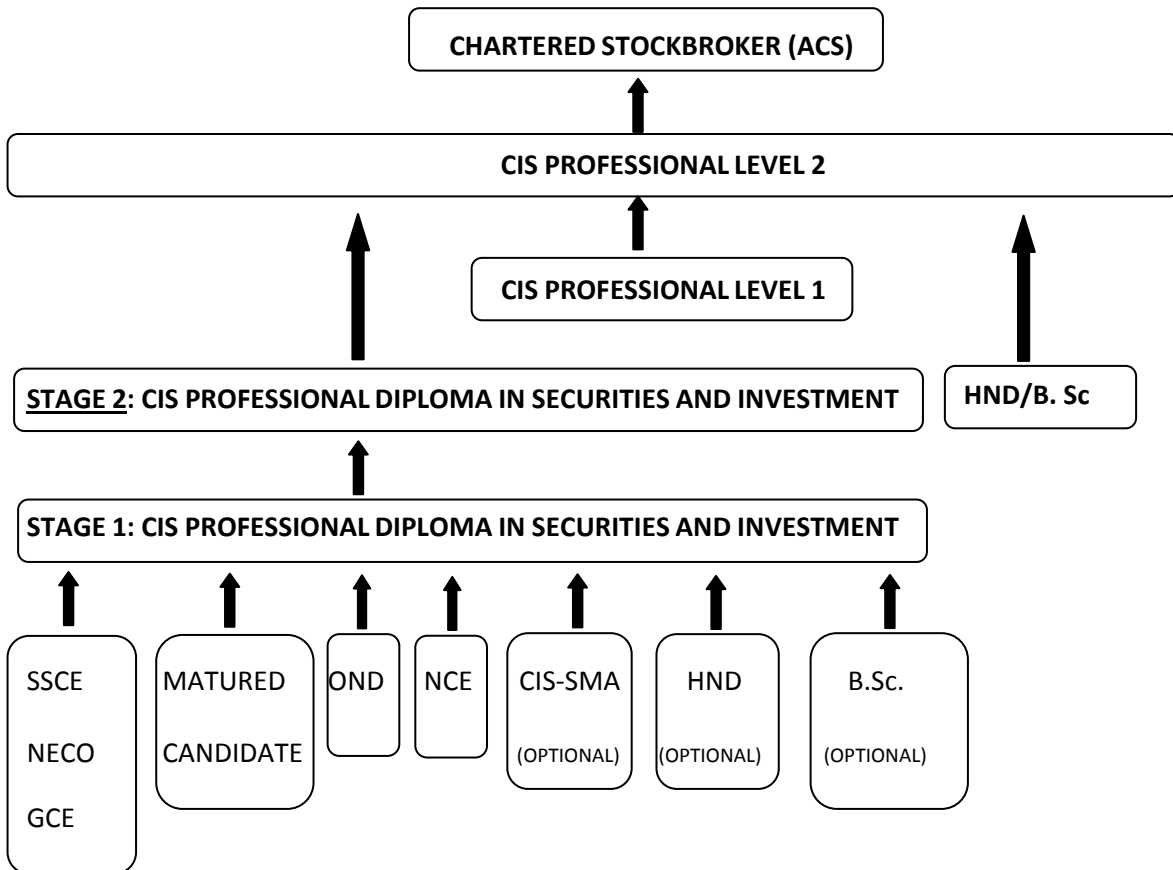 CHARTERED STOCKBROKER (ACS)
CIS PROFESSIONAL LEVEL 2
CIS PROFESSIONAL LEVEL 1
STAGE 2: CIS PROFESSIONAL DIPLOMA IN SECURITIES AND INVESTMENT
HND/B. Sc
STAGE 1: CIS PROFESSIONAL DIPLOMA IN SECURITIES AND INVESTMENT
SSCE
NECO
GCE
MATURED
CANDIDATE
OND
NCE
CIS-SMA
(OPTIONAL)
HND
(OPTIONAL)
B.Sc.
(OPTIONAL)